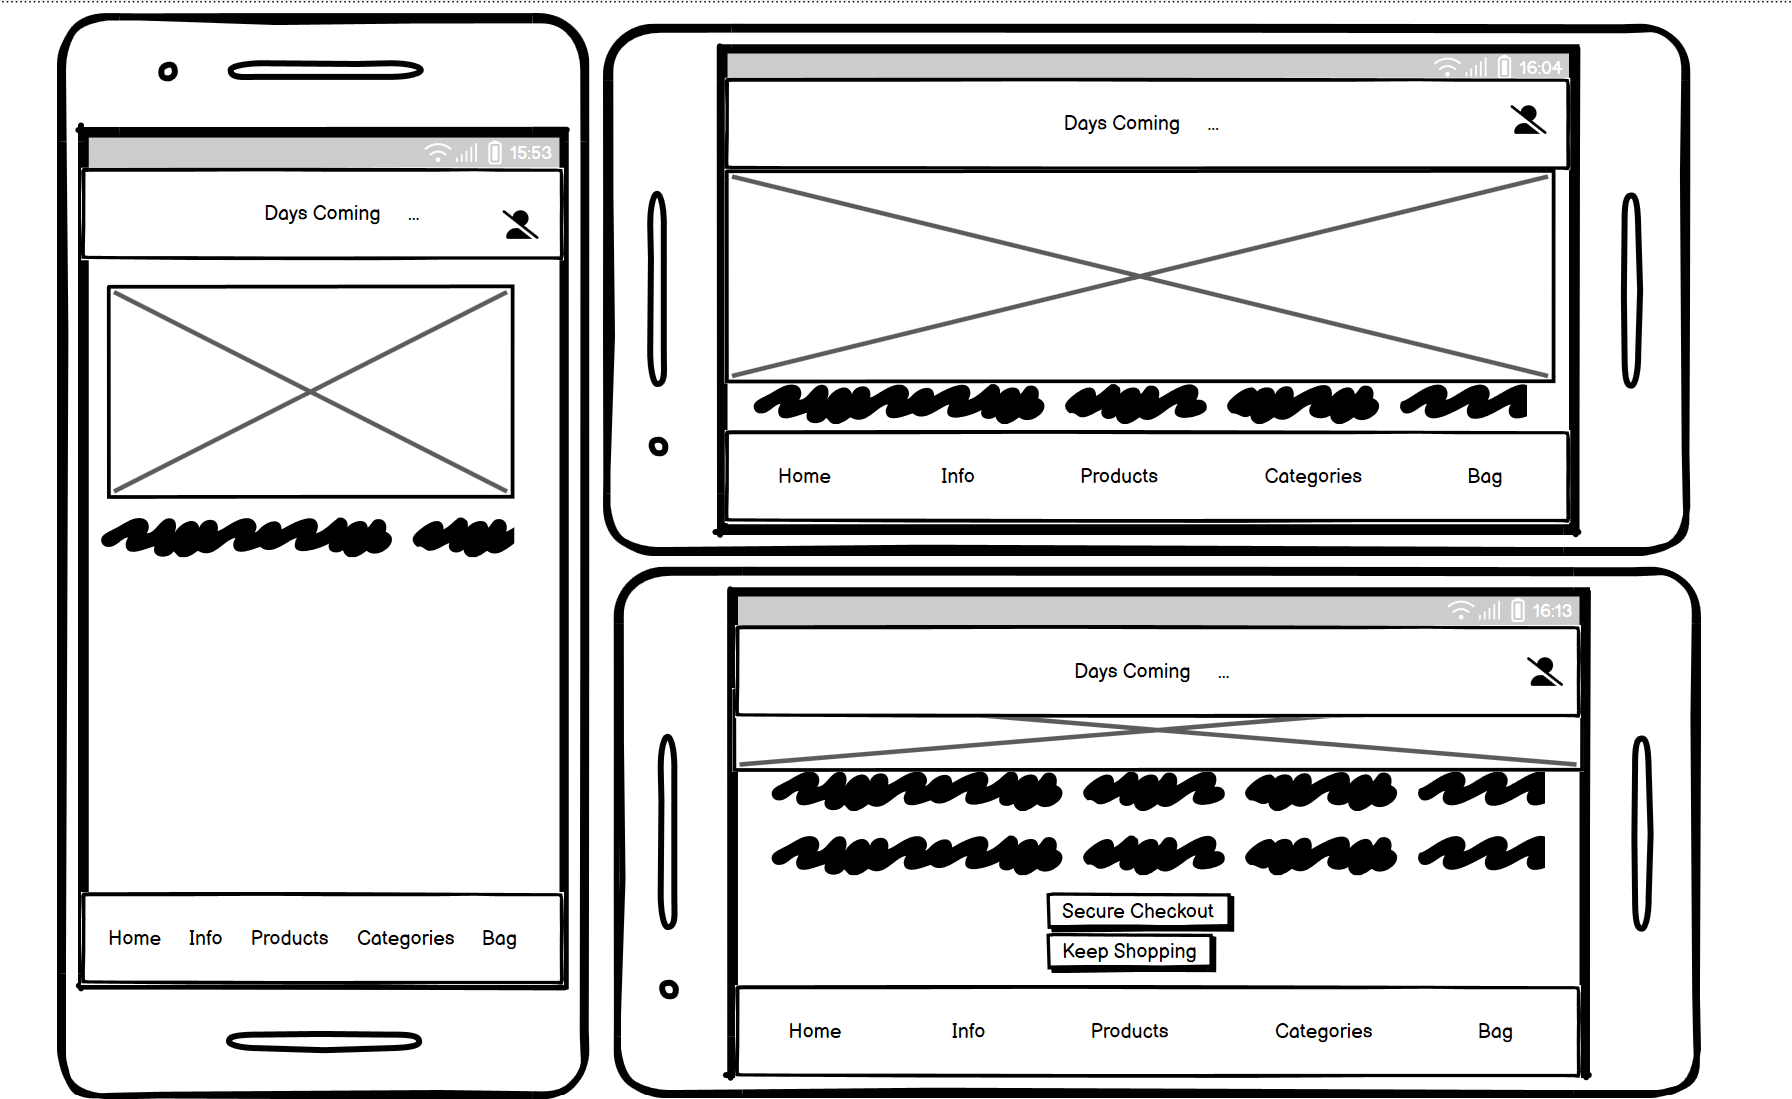 15:53
Days Coming ...
Home Info Products Categories Bag
16:04
Days Coming ...
Home Info Products Categories Bag
16:13
Days Coming ...
Secure Checkout
Keep Shopping
Home Info Products Categories Bag